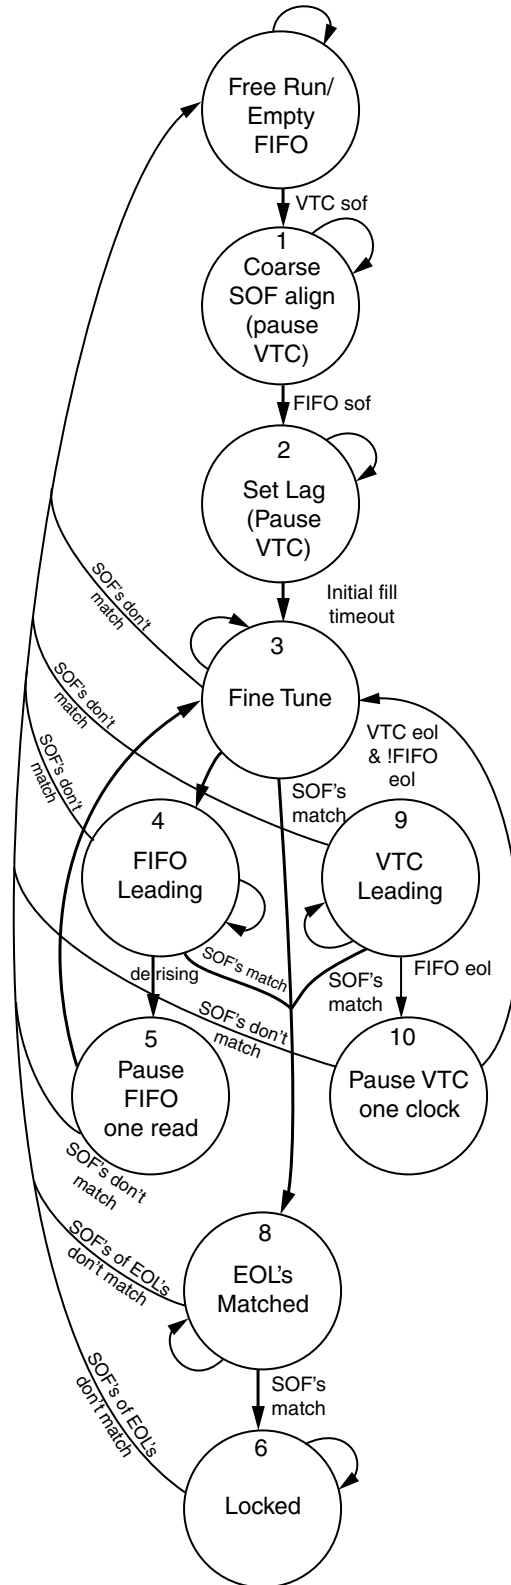 Free Run/
Empty
FIFO
VTC sof
1
Coarse
SOF align
(pause
VTC)
FIFO sof
2
Set Lag
(Pause
VTC)
Initial fill
timeout
SOF's don't
match
3
Fine Tune
SOF's don't
match
VTC eol
& !FIFO
eol
SOF's don't
match
SOF's
match
4
FIFO
Leading
9
VTC
Leading
de rising
SOF's match
SOF's
match
FIFO eol
SOF's don't
match
5
Pause
FIFO
one read
10
Pause VTC
one clock
SOF's don't
match
8
EOL's
Matched
SOF's of EOL's
don't match
SOF's
match
SOF's of EOL's
don't match
6
Locked